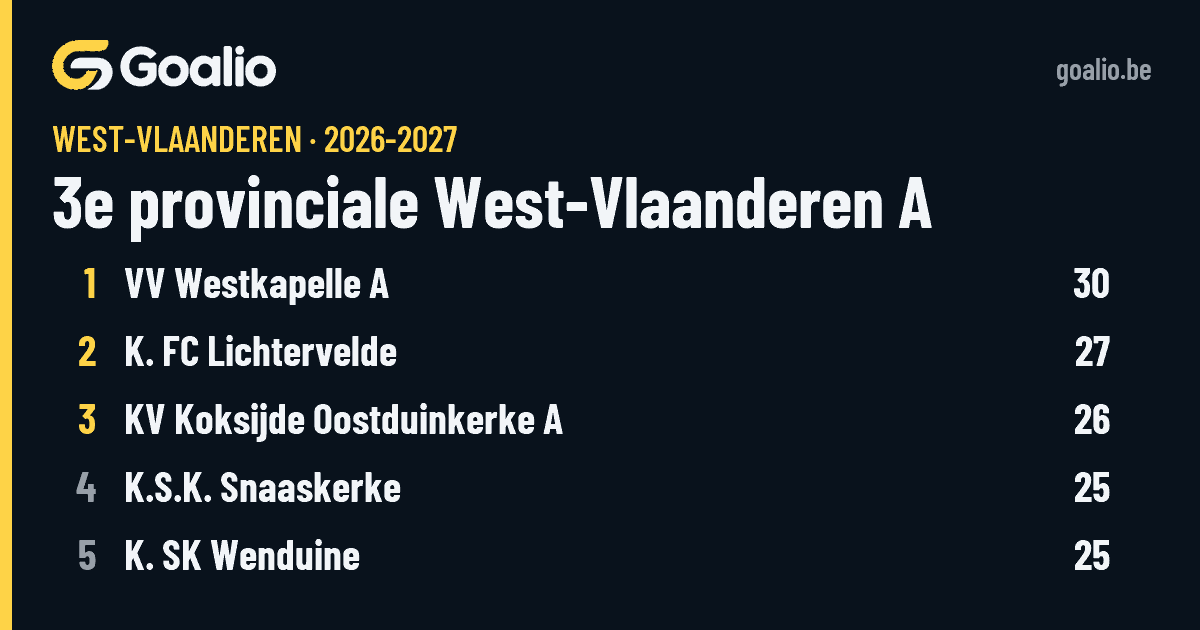 Goalio
goalio.be
WEST-VLAANDEREN · 2026-2027
3e provinciale West-Vlaanderen A
1 VV Westkapelle A 30
2 K. FC Lichtervelde 27
3 KV Koksijde Oostduinkerke A 26
4 K.S.K. Snaaskerke 25
5 K. SK Wenduine 25